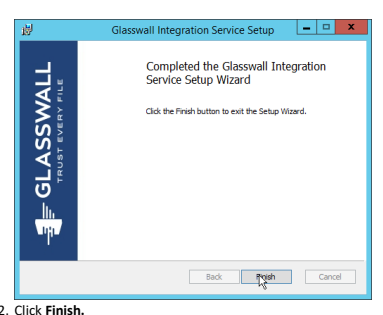 Glasswall Integration Service Setup
GLASSWALL
TRUST EVERY FILE
Completed the Glasswall Integration
Service Setup Wizard
Click the Finish button to exit the Setup Wizard.
Back Finish Cancel
2. Click Finish.